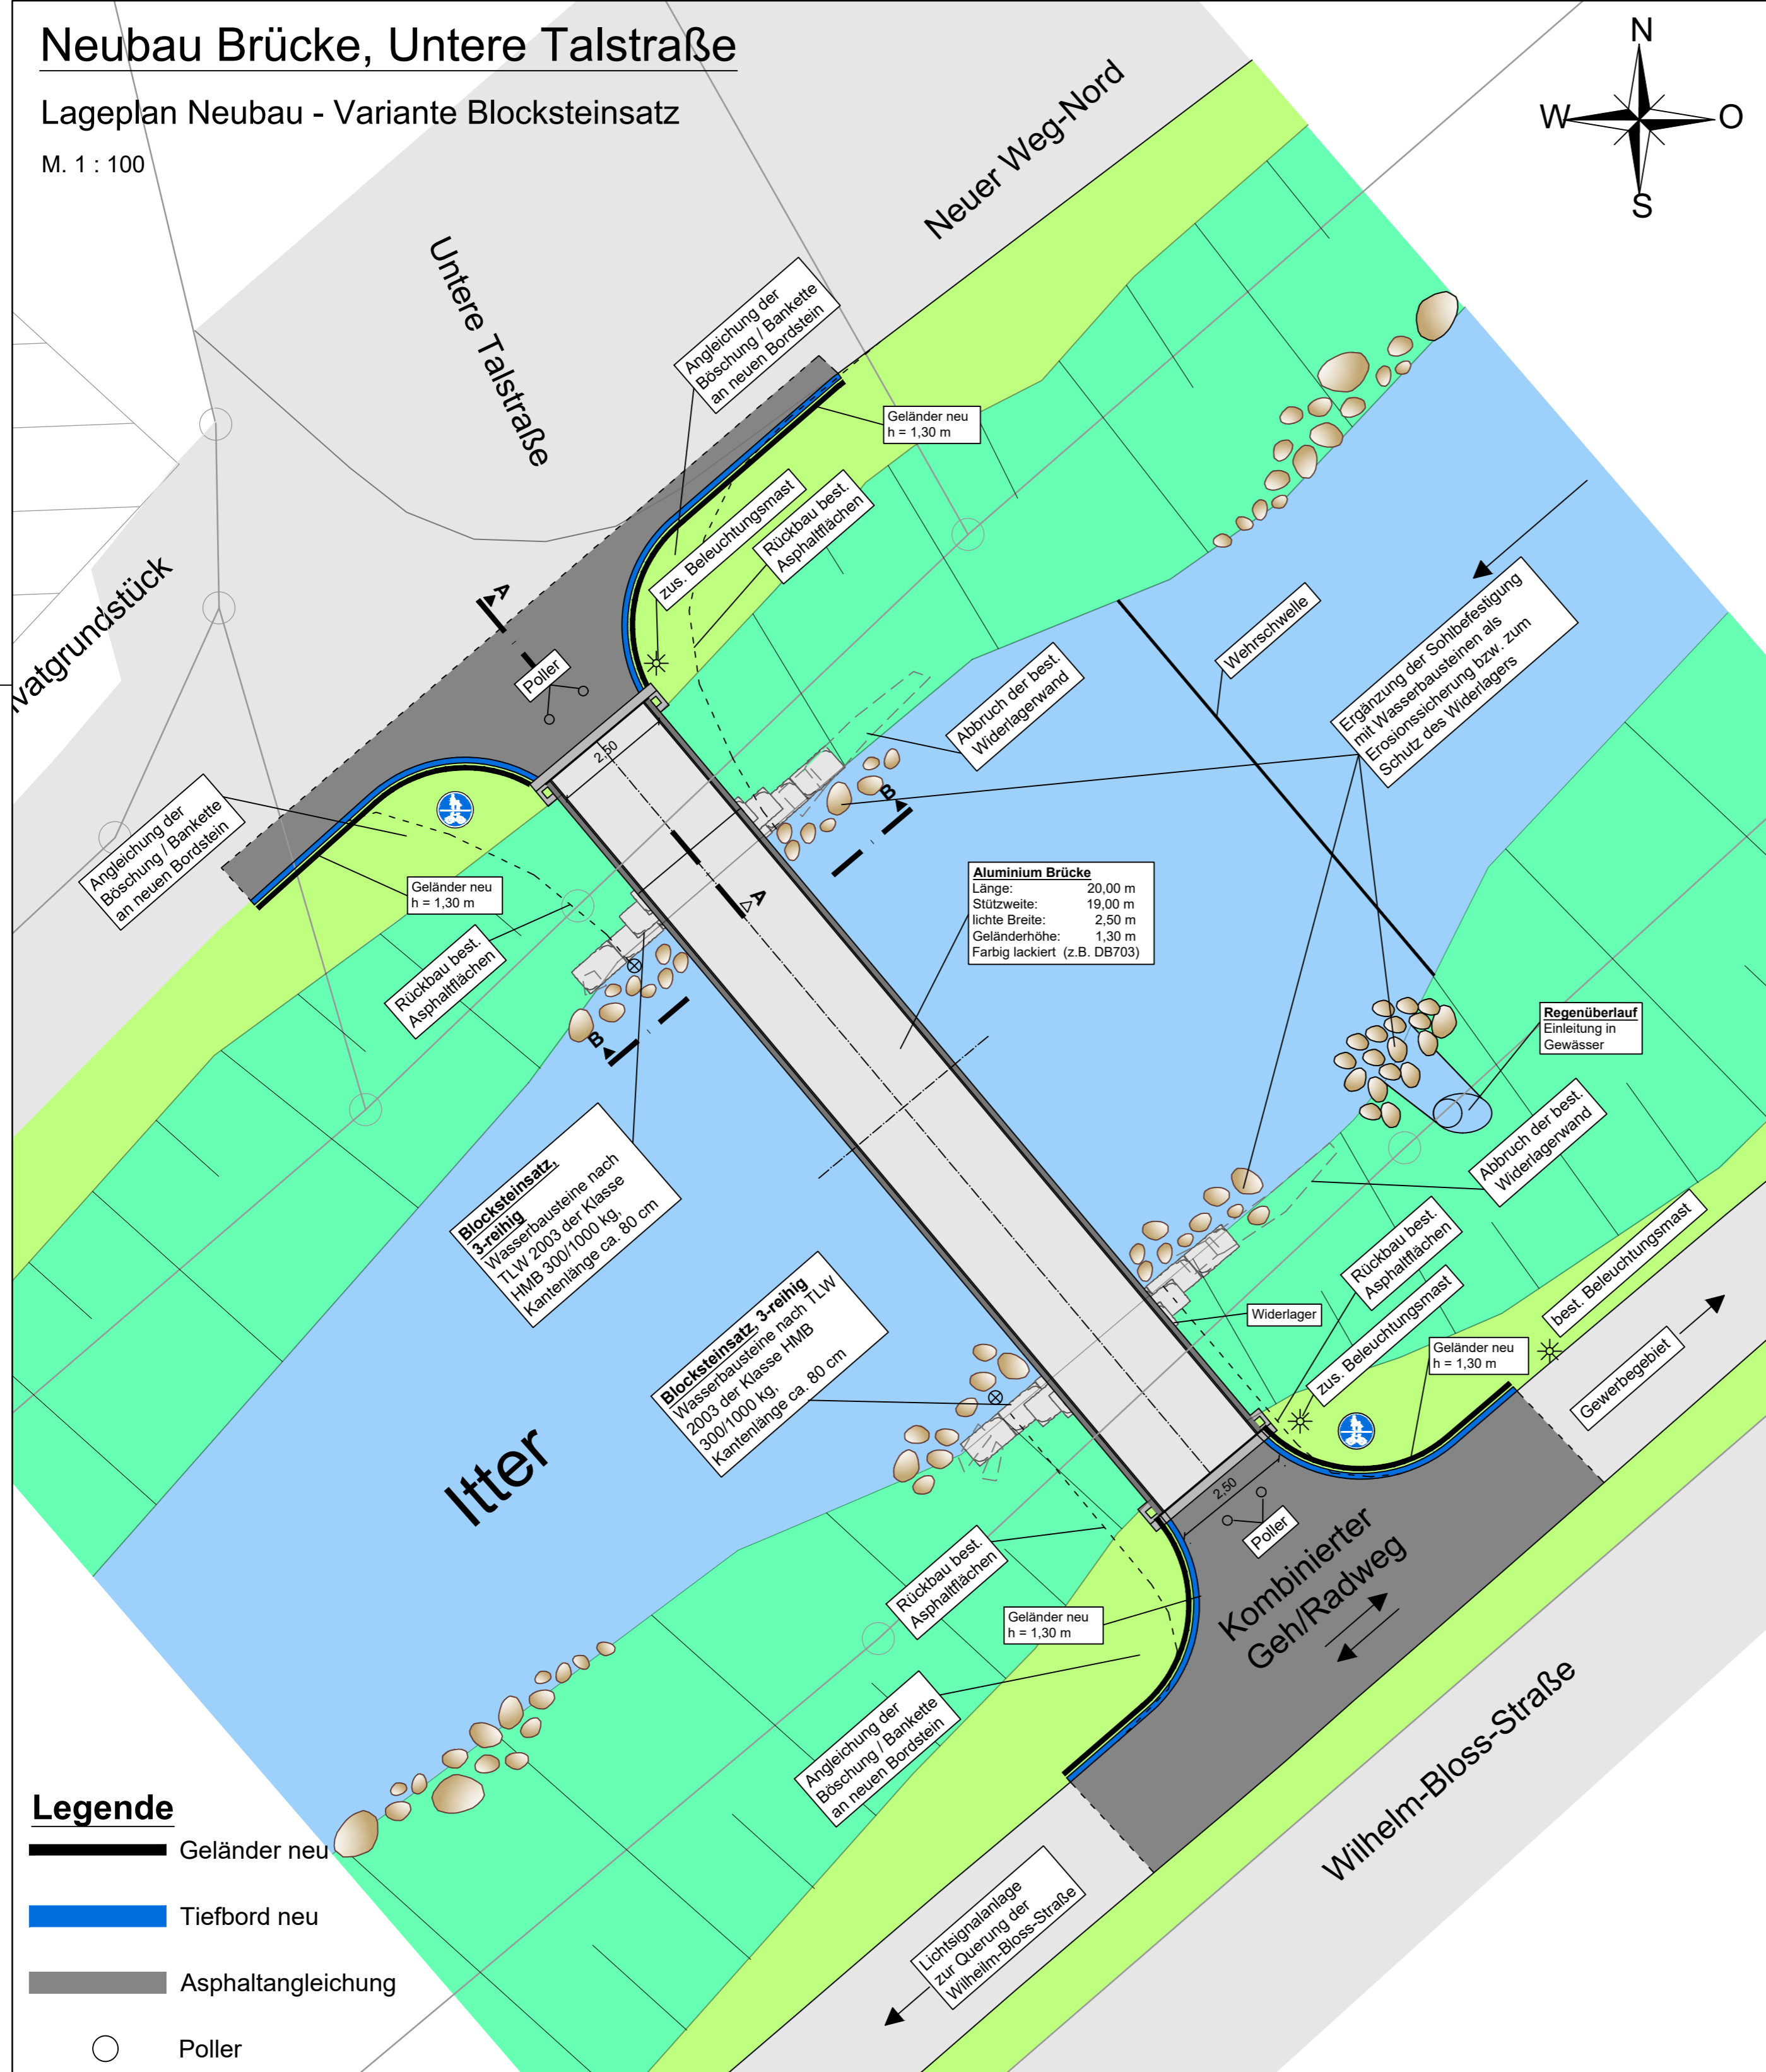 Neubau Brücke, Untere Talstraße
Lageplan Neubau - Variante Blocksteinsatz
M. 1 : 100
N
W
O
S
Neuer Weg-Nord
Untere Talstraße
Angleichung der
Böschung / Bankette
an neuen Bordstein
Geländer neu
h = 1,30 m
zus. Beleuchtungsmast
Rückbau best.
Asphaltflächen
vatgrundstück
A
Poller
Wehrschwelle
Ergänzung der Sohlbefestigung
mit Wasserbausteinen als
Erosionssicherung bzw. zum
Schutz des Widerlagers
Abbruch der best.
Widerlagerwand
2,50
B
Angleichung der
Böschung / Bankette
an neuen Bordstein
Geländer neu
h = 1,30 m
A
Aluminium Brücke
Länge: 20,00 m
Stützweite: 19,00 m
lichte Breite: 2,50 m
Geländerhöhe: 1,30 m
Farbig lackiert (z.B. DB703)
Rückbau best.
Asphaltflächen
B
Regenüberlauf
Einleitung in
Gewässer
Abbruch der best.
Widerlagerwand
Blocksteinsatz,
3-reihig
Wasserbausteine nach
TLW 2003 der Klasse
HMB 300/1000 kg,
Kantenlänge ca. 80 cm
Blocksteinsatz, 3-reihig
Wasserbausteine nach TLW
2003 der Klasse HMB
300/1000 kg,
Kantenlänge ca. 80 cm
Rückbau best.
Asphaltflächen
Widerlager
zus. Beleuchtungsmast
best. Beleuchtungsmast
Geländer neu
h = 1,30 m
Gewerbegebiet
Itter
2,50
Poller
Kombinierter
Geh/Radweg
Rückbau best.
Asphaltflächen
Geländer neu
h = 1,30 m
Angleichung der
Böschung / Bankette
an neuen Bordstein
Wilhelm-Bloss-Straße
Lichtsignalanlage
zur Querung der
Wilheilm-Bloss-Straße
Legende
Geländer neu
Tiefbord neu
Asphaltangleichung
Poller